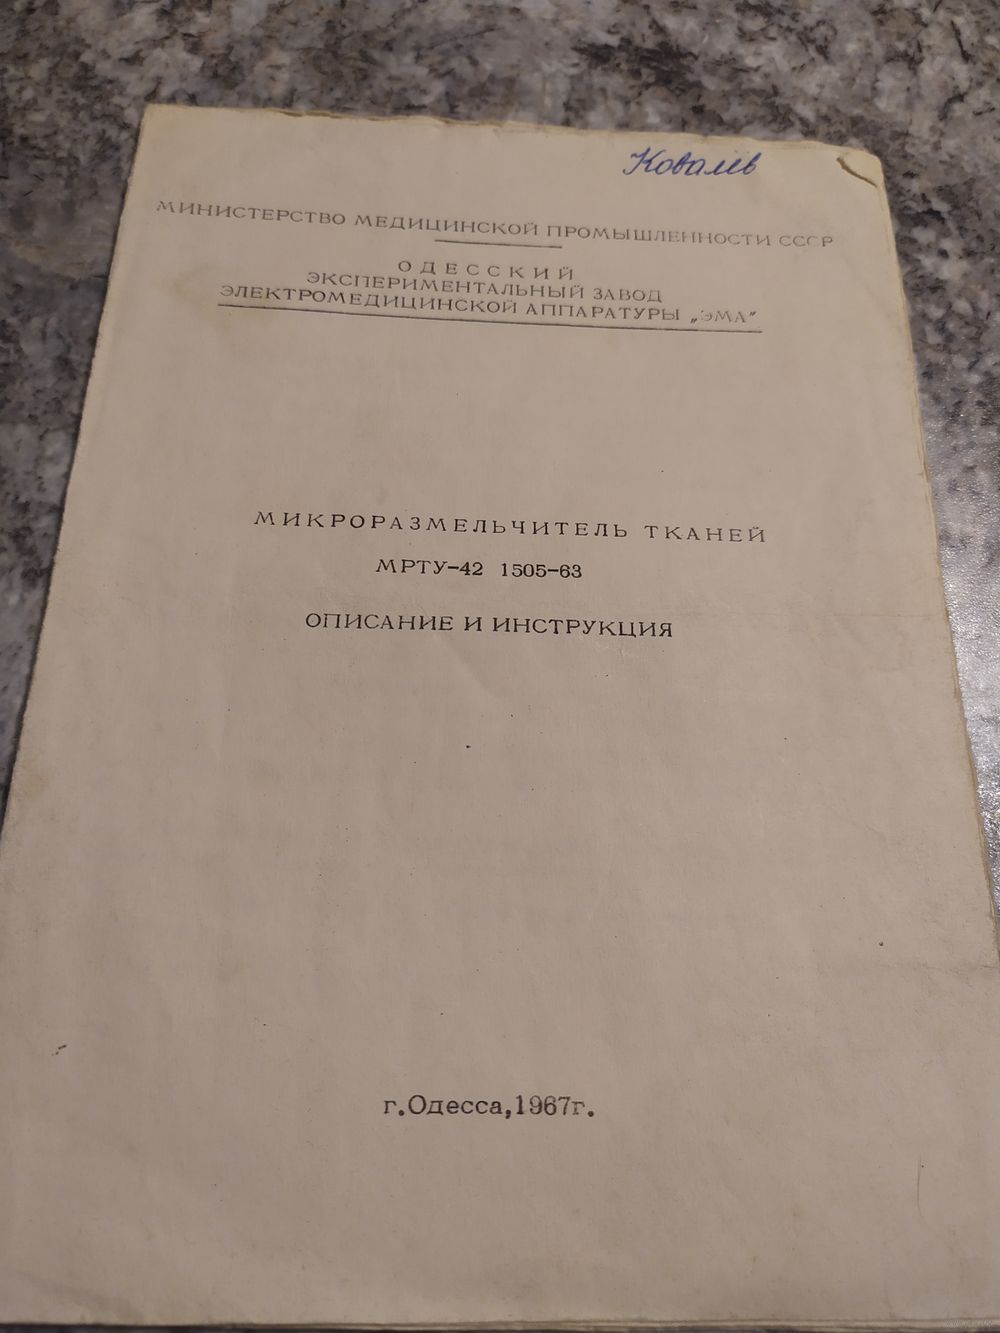 Ковалев
МИНИСТЕРСТВО МЕДИЦИНСКОЙ ПРОМЫШЛЕННОСТИ СССР
ОДЕССКИЙ
ЭКСПЕРИМЕНТАЛЬНЫЙ ЗАВОД
ЭЛЕКТРОМЕДИЦИНСКОЙ АППАРАТУРЫ „ЭМА"
МИКРОРАЗМЕЛЬЧИТЕЛЬ ТКАНЕЙ
МРТУ-42 1505-63
ОПИСАНИЕ И ИНСТРУКЦИЯ
г.Одесса,1967г.